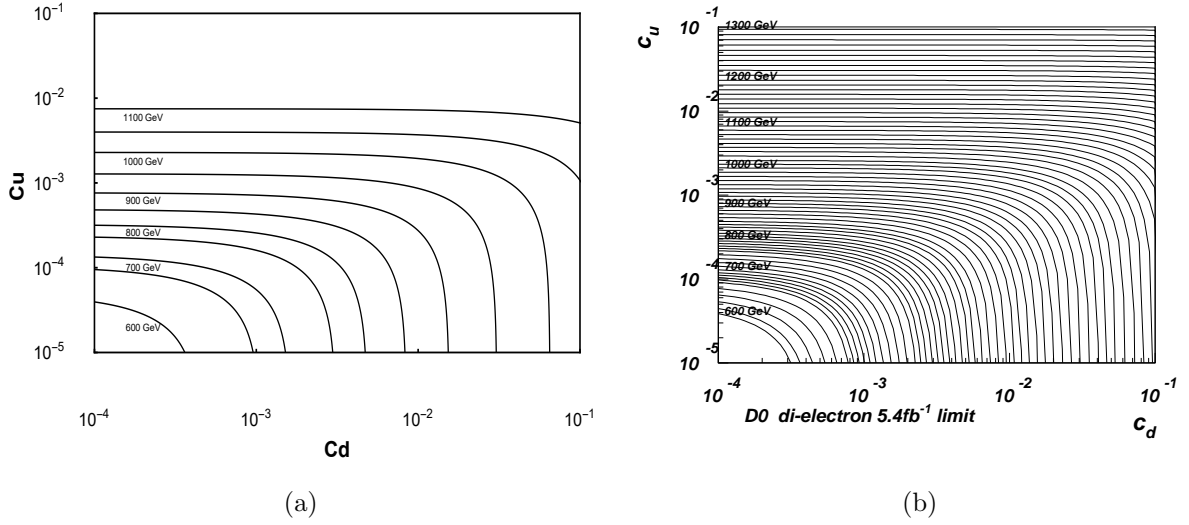 10⁻¹
10⁻²
10⁻³
10⁻⁴
10⁻⁵
Cu
1100 GeV
1000 GeV
900 GeV
800 GeV
700 GeV
600 GeV
10⁻⁴ 10⁻³ 10⁻² 10⁻¹
Cd
(a)
c_u
10⁻¹
10⁻²
10⁻³
10⁻⁴
10⁻⁵
1300 GeV
1200 GeV
1100 GeV
1000 GeV
900 GeV
800 GeV
700 GeV
600 GeV
10⁻⁴ 10⁻³ 10⁻² 10⁻¹
D0 di-electron 5.4fb⁻¹ limit
c_d
(b)